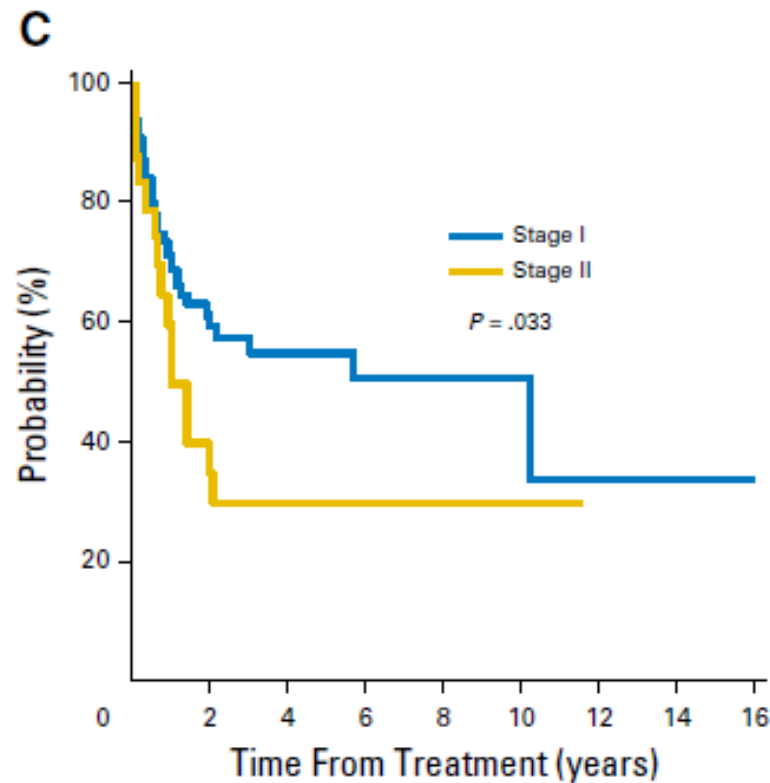 C
100
80
60
40
20
Probability (%)
Stage I
Stage II
P = .033
0 2 4 6 8 10 12 14 16
Time From Treatment (years)